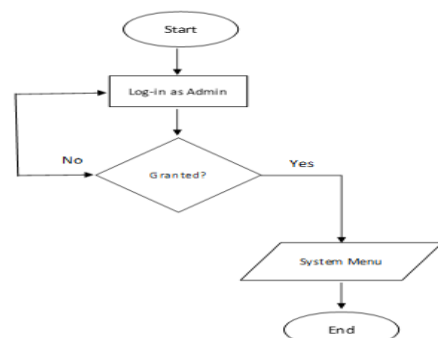 Start
Log-in as Admin
No
Granted?
Yes
System Menu
End